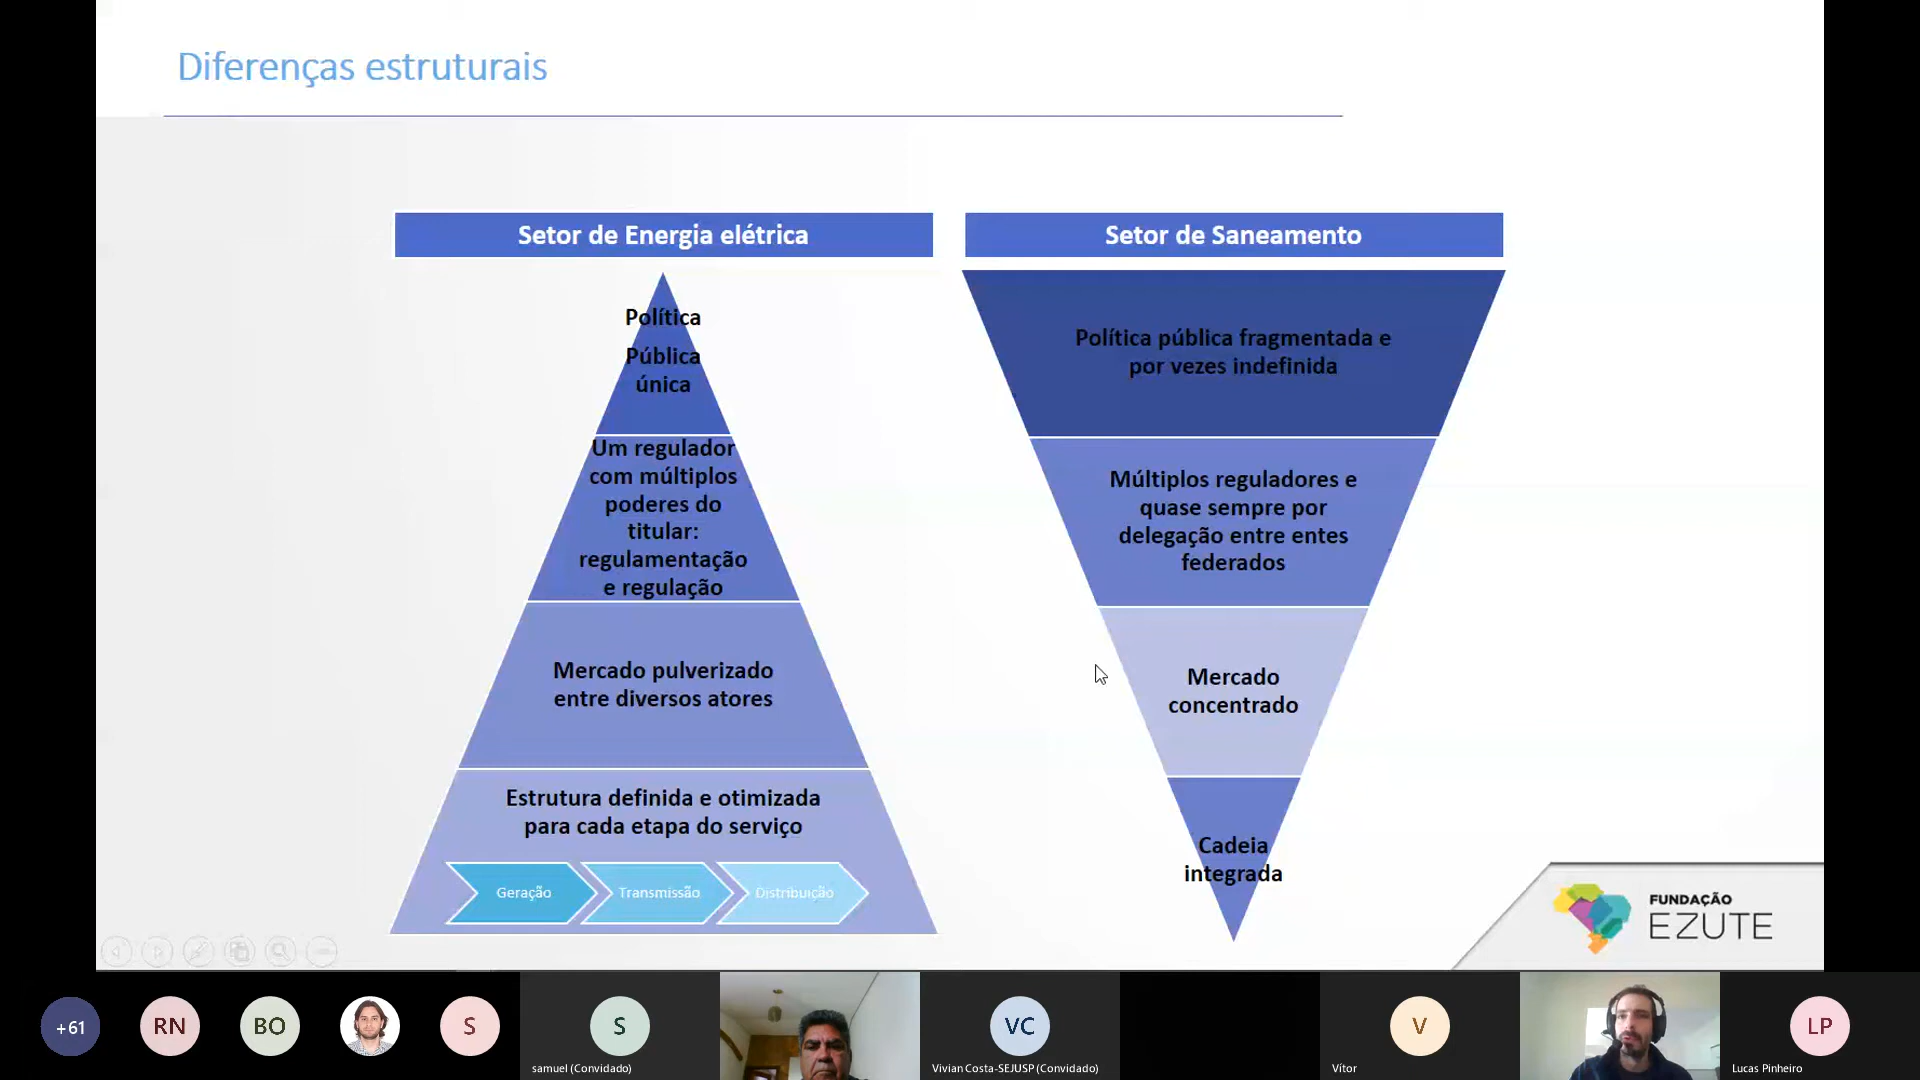 Diferenças estruturais
Setor de Energia elétrica
Política
Pública
única
Um regulador
com múltiplos
poderes do
titular:
regulamentação
e regulação
Mercado pulverizado
entre diversos atores
Estrutura definida e otimizada
para cada etapa do serviço
Geração
Transmissão
Distribuição
Setor de Saneamento
Política pública fragmentada e
por vezes indefinida
Múltiplos reguladores e
quase sempre por
delegação entre entes
federados
Mercado
concentrado
Cadeia
integrada
FUNDAÇÃO
EZUTE
+61
RN
BO
S
S
samuel (Convidado)
VC
Vivian Costa-SEJUSP (Convidado)
V
Vítor
LP
Lucas Pinheiro